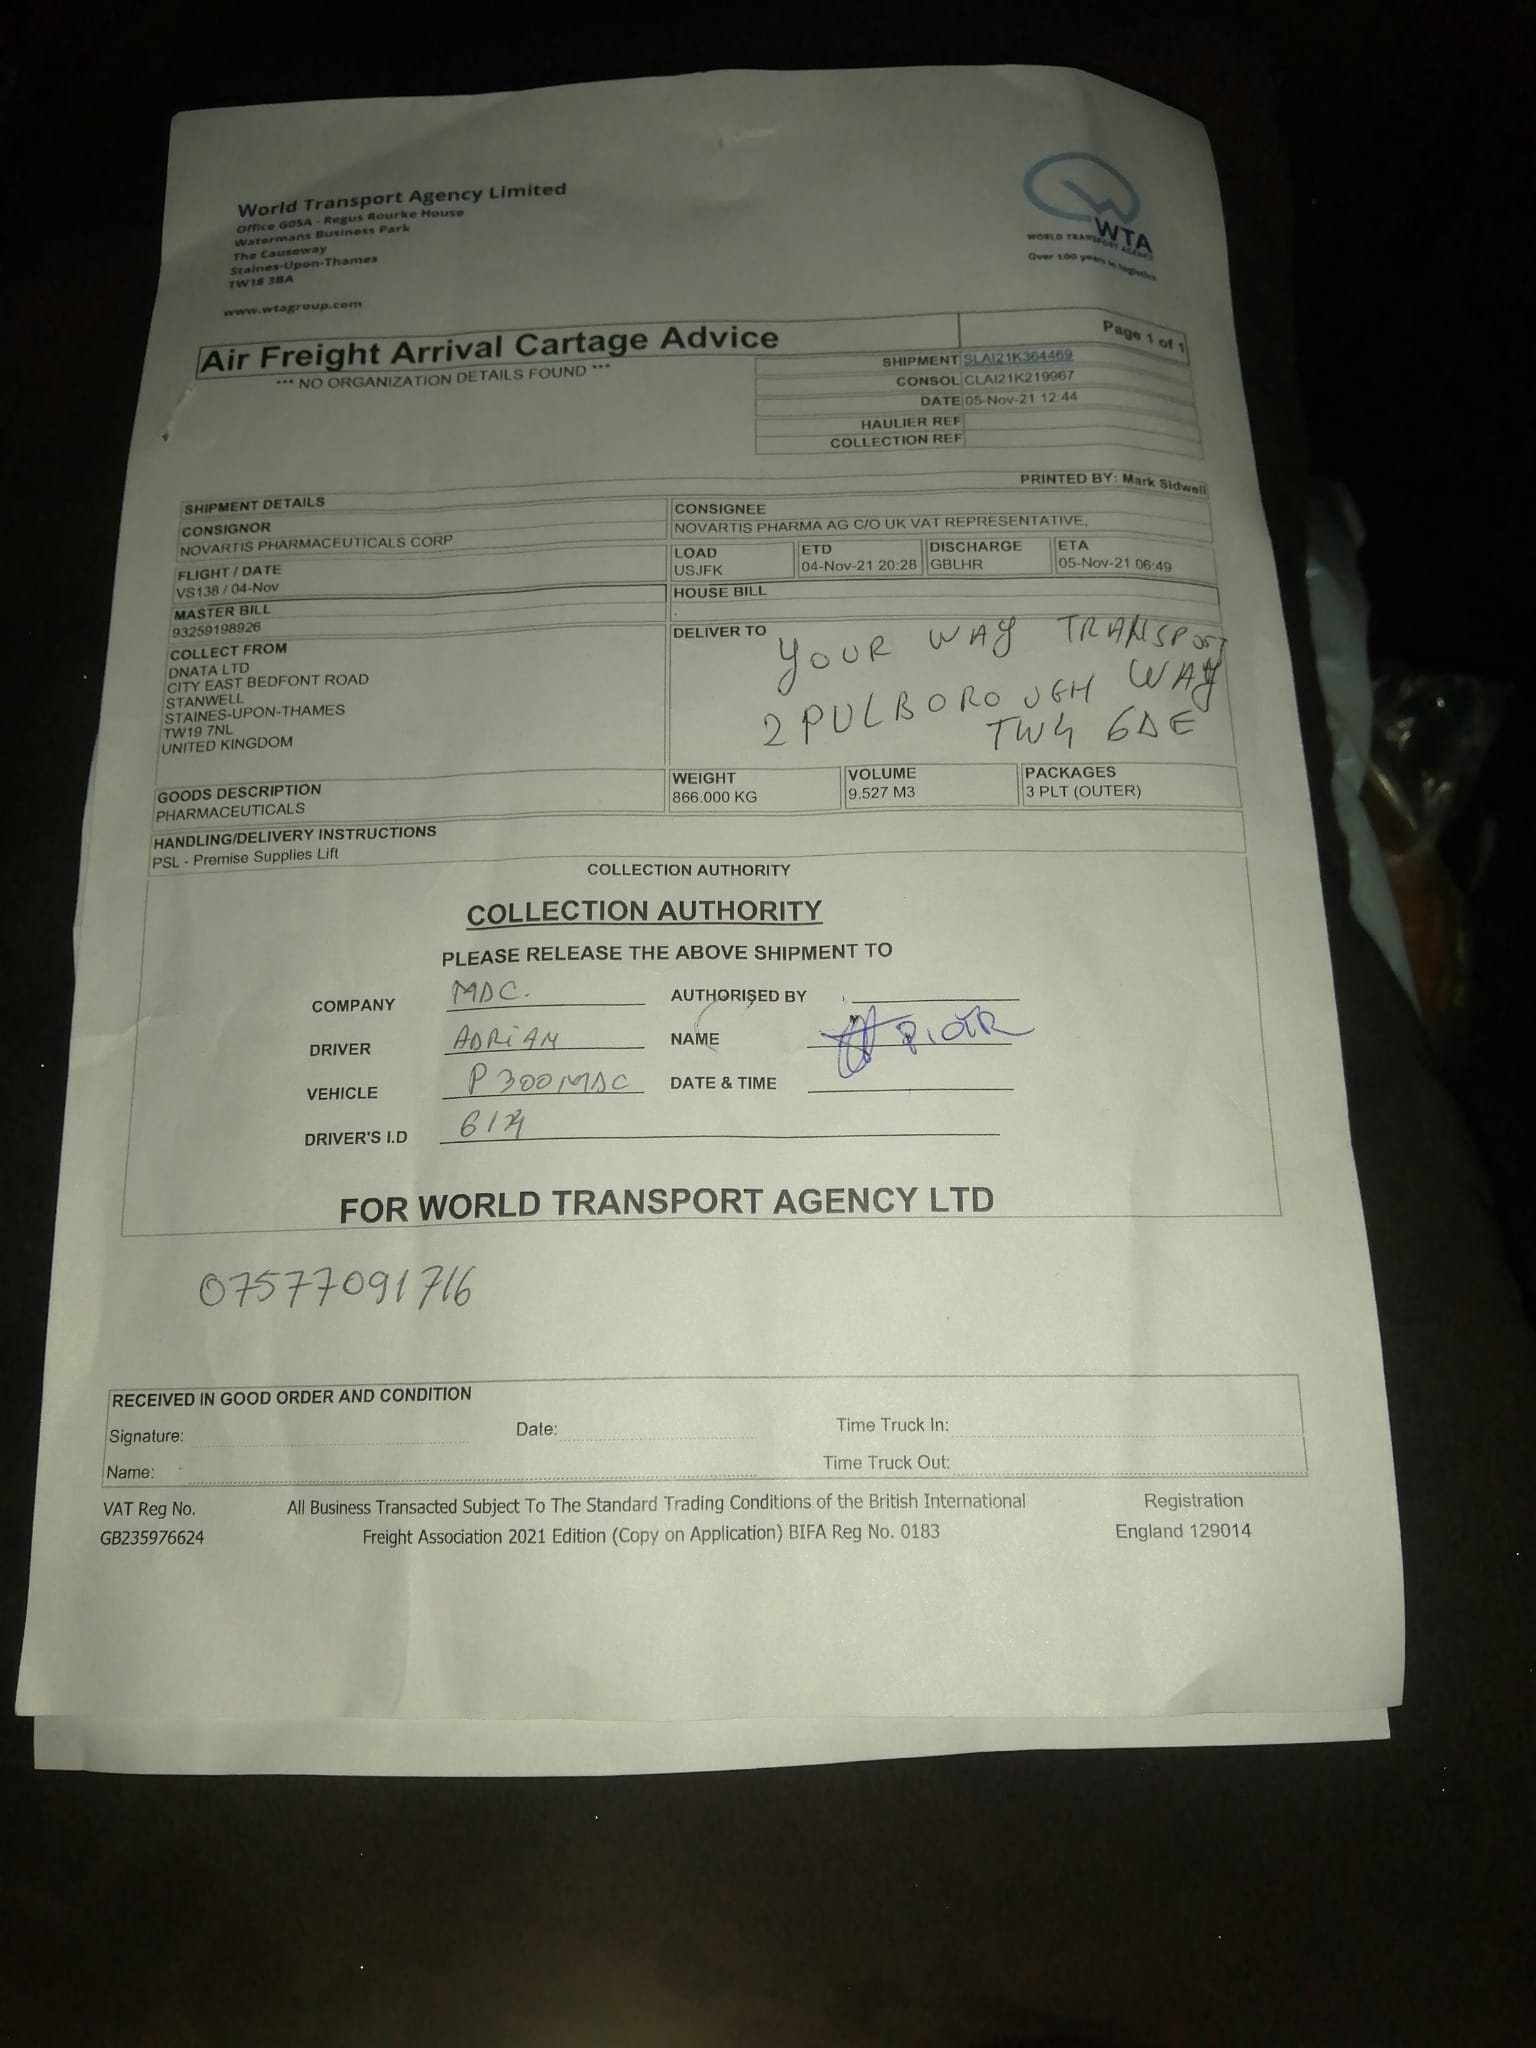 World Transport Agency Limited
Office G05A - Regus Rourke House
Watermans Business Park
The Causeway
Staines-Upon-Thames
TW18 3BA
www.wtagroup.com
WTA
WORLD TRANSPORT AGENCY
Over 100 years in logistics
Page 1 of 1
Air Freight Arrival Cartage Advice
*** NO ORGANIZATION DETAILS FOUND ***
SHIPMENT SLAI21K364469
CONSOL CLAI21K219967
DATE 05-Nov-21 12:44
HAULIER REF
COLLECTION REF
PRINTED BY: Mark Sidwell
SHIPMENT DETAILS
CONSIGNOR
NOVARTIS PHARMACEUTICALS CORP
CONSIGNEE
NOVARTIS PHARMA AG C/O UK VAT REPRESENTATIVE,
FLIGHT / DATE
VS138 / 04-Nov
LOAD
USJFK
ETD
04-Nov-21 20:28
DISCHARGE
GBLHR
ETA
05-Nov-21 06:49
MASTER BILL
93259198926
HOUSE BILL
COLLECT FROM
DNATA LTD
CITY EAST BEDFONT ROAD
STANWELL
STAINES-UPON-THAMES
TW19 7NL
UNITED KINGDOM
DELIVER TO
YOUR WAY TRANSPORT
2 PULBOROUGH WAY
TW4 6DE
GOODS DESCRIPTION
PHARMACEUTICALS
WEIGHT
866.000 KG
VOLUME
9.527 M3
PACKAGES
3 PLT (OUTER)
HANDLING/DELIVERY INSTRUCTIONS
PSL - Premise Supplies Lift
COLLECTION AUTHORITY
COLLECTION AUTHORITY
PLEASE RELEASE THE ABOVE SHIPMENT TO
COMPANY MDC. AUTHORISED BY
DRIVER ADRIAN NAME PIOTR
VEHICLE P300MDC DATE & TIME
DRIVER'S I.D
FOR WORLD TRANSPORT AGENCY LTD
07577091716
RECEIVED IN GOOD ORDER AND CONDITION
Signature: Date: Time Truck In:
Name: Time Truck Out:
VAT Reg No. All Business Transacted Subject To The Standard Trading Conditions of the British International Registration
GB235976624 Freight Association 2021 Edition (Copy on Application) BIFA Reg No. 0183 England 129014